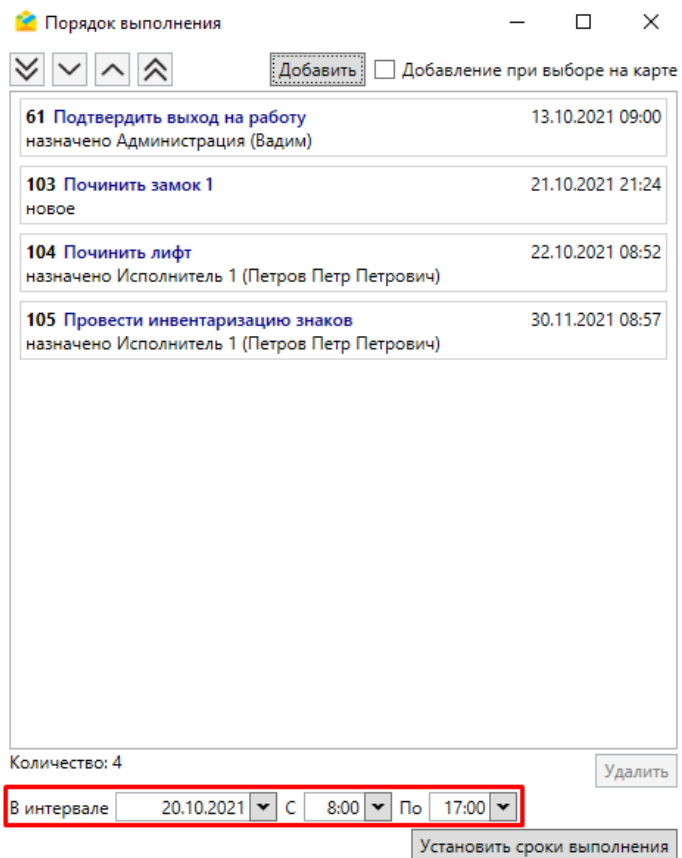 Порядок выполнения
Добавить Добавление при выборе на карте
61 Подтвердить выход на работу 13.10.2021 09:00
назначено Администрация (Вадим)
103 Починить замок 1 21.10.2021 21:24
новое
104 Починить лифт 22.10.2021 08:52
назначено Исполнитель 1 (Петров Петр Петрович)
105 Провести инвентаризацию знаков 30.11.2021 08:57
назначено Исполнитель 1 (Петров Петр Петрович)
Количество: 4
Удалить
В интервале 20.10.2021 С 8:00 По 17:00
Установить сроки выполнения